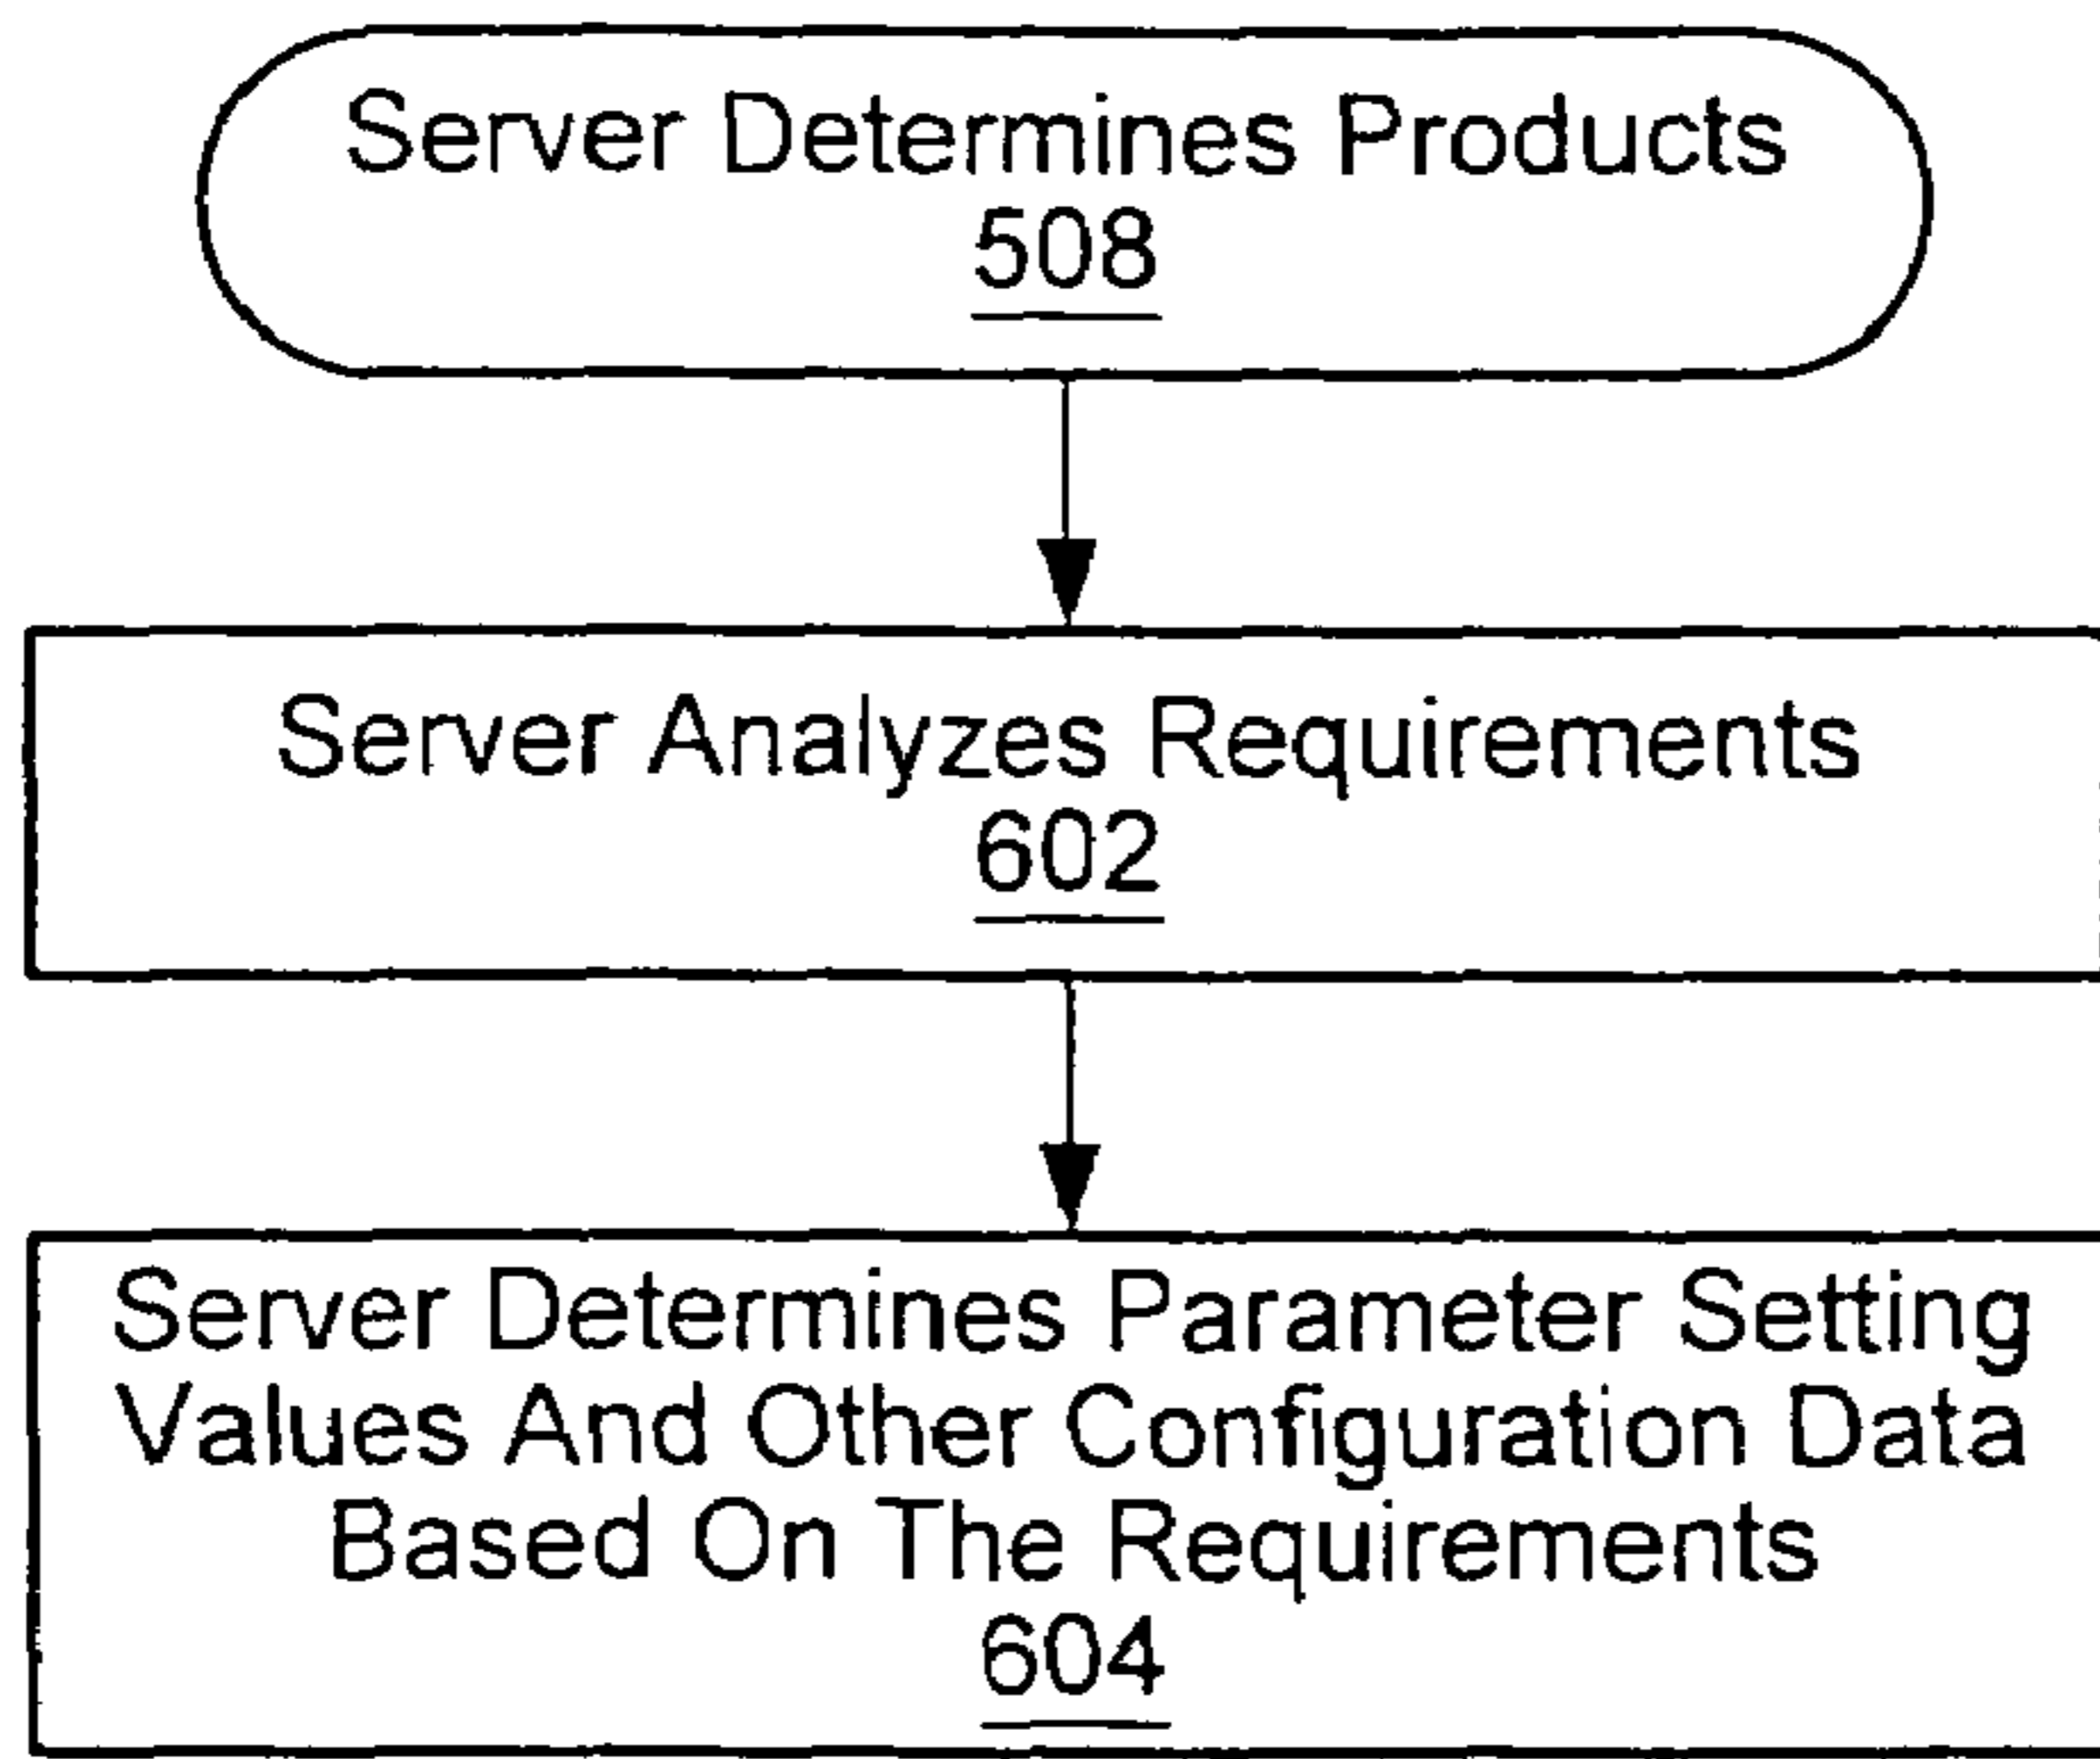 Server Determines Products
508
Server Analyzes Requirements
602
Server Determines Parameter Setting
Values And Other Configuration Data
Based On The Requirements
604